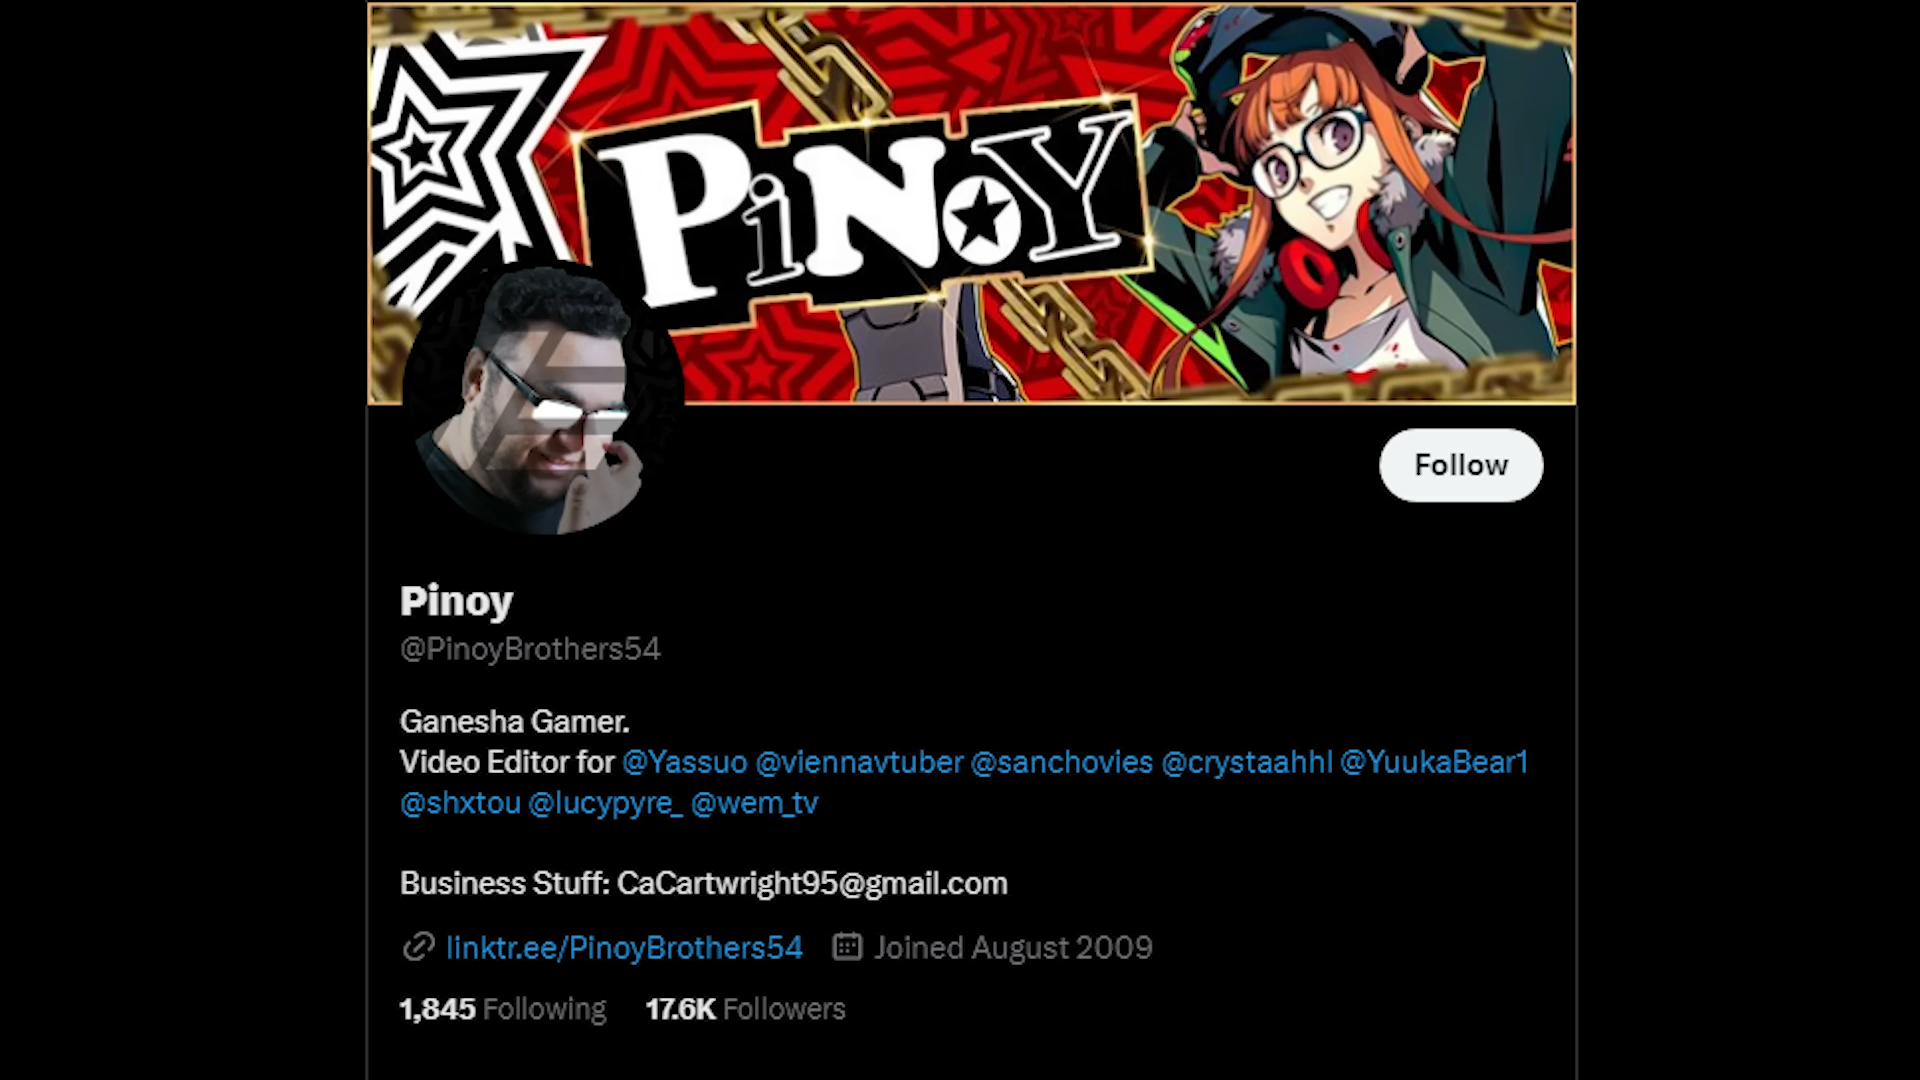 PiNoY
Follow
Pinoy
@PinoyBrothers54
Ganesha Gamer.
Video Editor for @Yassuo @viennavtuber @sanchovies @crystaahhl @YuukaBear1
@shxtou @lucypyre_ @wem_tv
Business Stuff: CaCartwright95@gmail.com
linktr.ee/PinoyBrothers54 Joined August 2009
1,845 Following 17.6K Followers